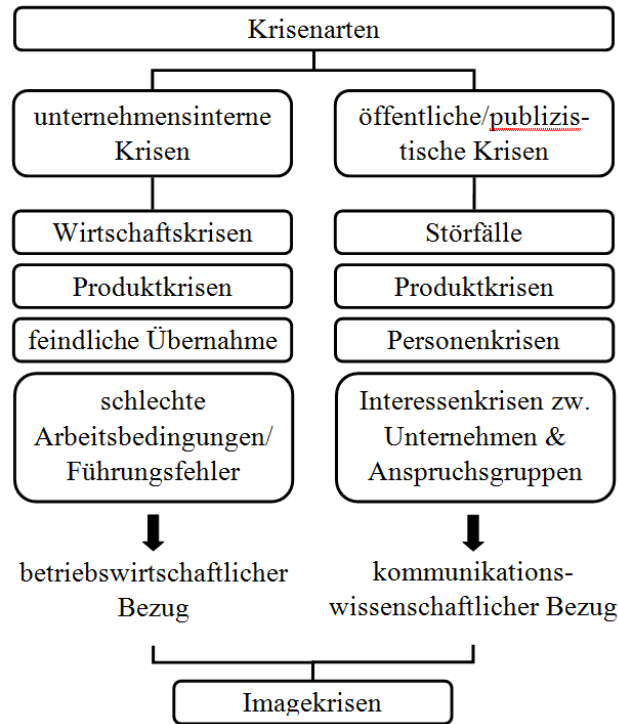 Krisenarten
unternehmensinterne
Krisen
öffentliche/publizis-
tische Krisen
Wirtschaftskrisen
Störfälle
Produktkrisen
Produktkrisen
feindliche Übernahme
Personenkrisen
schlechte
Arbeitsbedingungen/
Führungsfehler
Interessenkrisen zw.
Unternehmen &
Anspruchsgruppen
betriebswirtschaftlicher
Bezug
kommunikations-
wissenschaftlicher Bezug
Imagekrisen